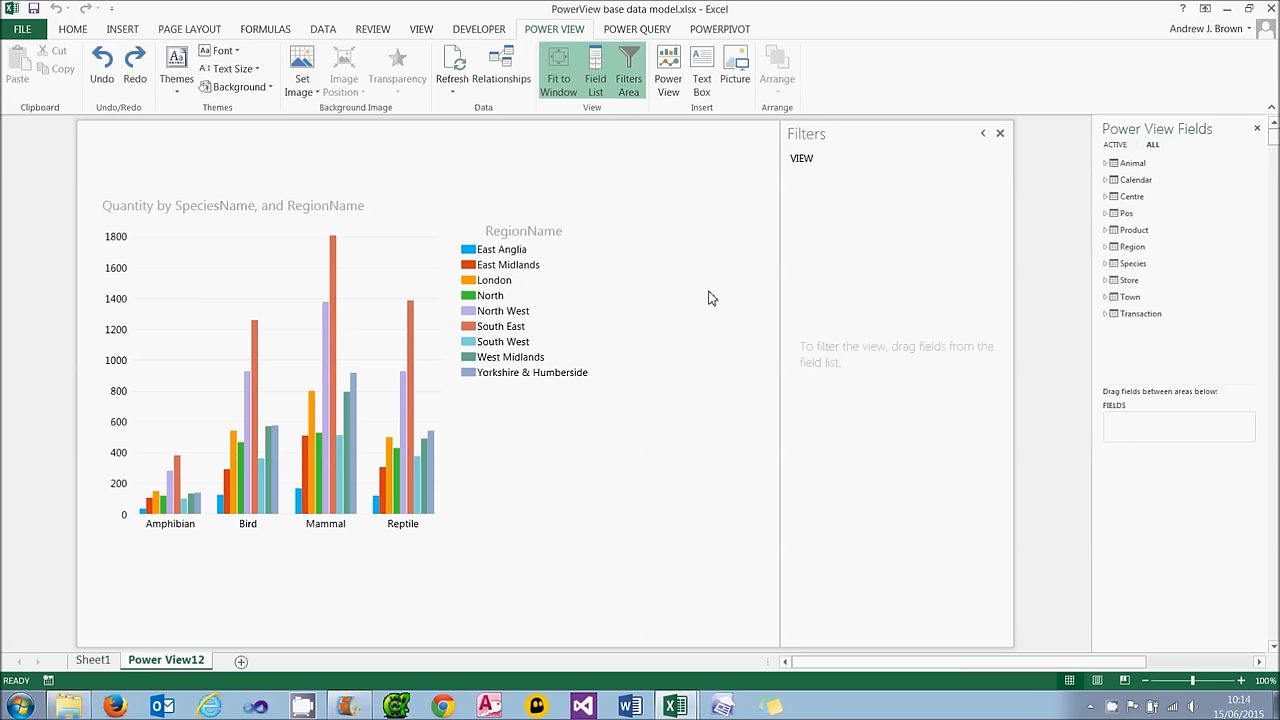 PowerView base data model.xlsx - Excel
FILE HOME INSERT PAGE LAYOUT FORMULAS DATA REVIEW VIEW DEVELOPER POWER VIEW POWER QUERY POWERPIVOT Andrew J. Brown
Paste Cut Copy
Clipboard
Undo Redo
Undo/Redo
Themes Font Text Size Background
Themes
Set Image Image Position Transparency
Background Image
Refresh Relationships
Data
Fit to Window Field List Filters Area
View
Power View Text Box Picture
Insert
Arrange
Arrange
Quantity by SpeciesName, and RegionName
1800
1600
1400
1200
1000
800
600
400
200
0
Amphibian Bird Mammal Reptile
RegionName
East Anglia
East Midlands
London
North
North West
South East
South West
West Midlands
Yorkshire & Humberside
Filters
VIEW
To filter the view, drag fields from the
field list.
Power View Fields
ACTIVE ALL
Animal
Calendar
Centre
Pos
Product
Region
Species
Store
Town
Transaction
Drag fields between areas below:
FIELDS
Sheet1 Power View12
READY 100%
10:14
15/06/2015